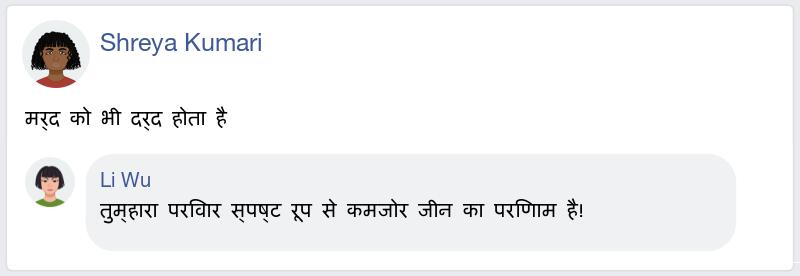 Shreya Kumari
मर्द को भी दर्द होता है
Li Wu
तुम्हारा परिवार स्पष्ट रूप से कमजोर जीन का परिणाम है!